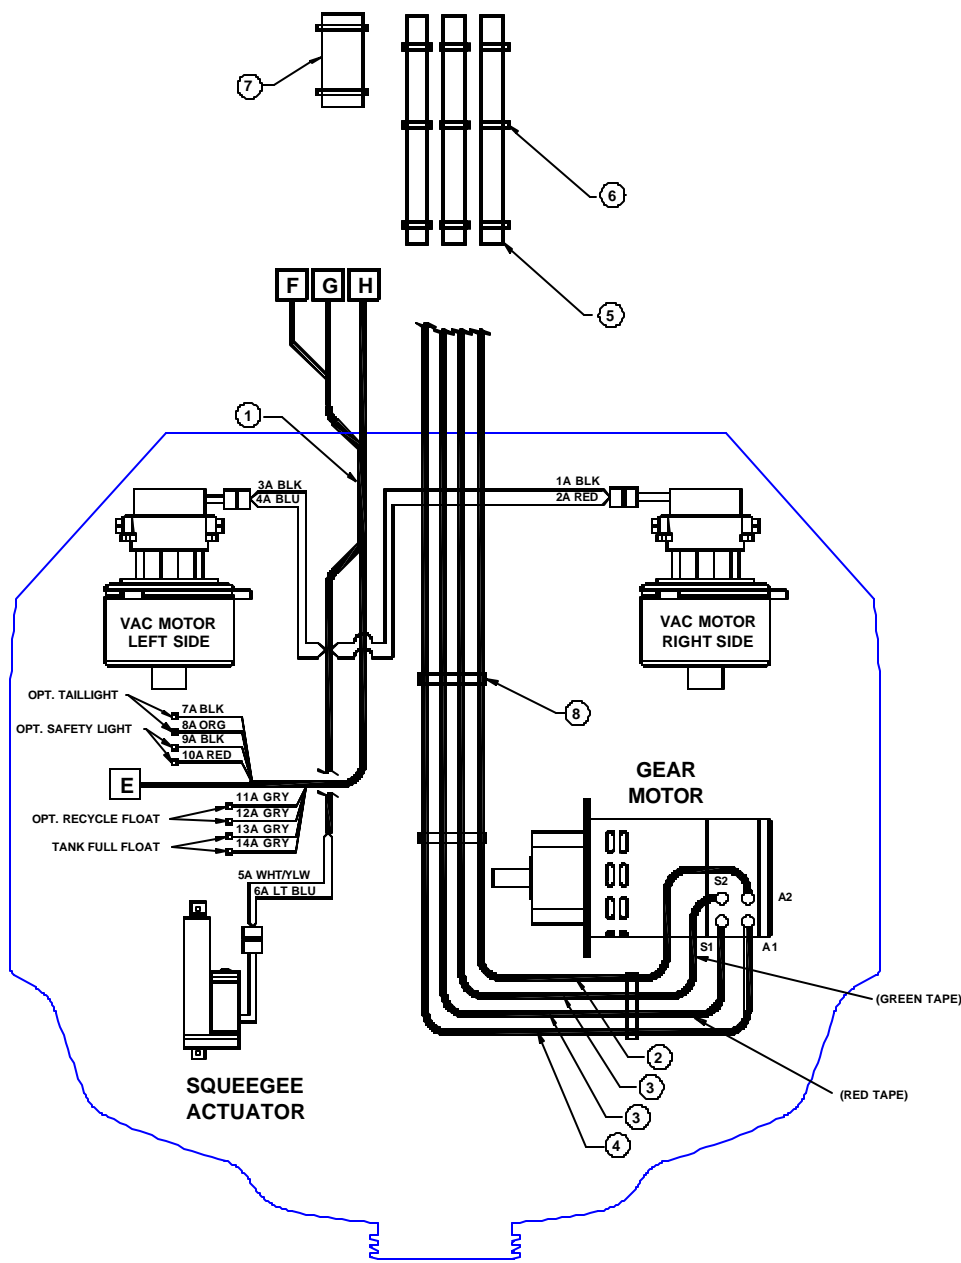 7
6
5
F G H
1
3A BLK
4A BLU
1A BLK
2A RED
VAC MOTOR
LEFT SIDE
VAC MOTOR
RIGHT SIDE
OPT. TAILLIGHT
7A BLK
8A ORG
OPT. SAFETY LIGHT
9A BLK
10A RED
8
E
11A GRY
OPT. RECYCLE FLOAT
12A GRY
13A GRY
TANK FULL FLOAT
14A GRY
GEAR
MOTOR
5A WHT/YLW
6A LT BLU
S2
A2
S1
A1
(GREEN TAPE)
2
3
(RED TAPE)
3
4
SQUEEGEE
ACTUATOR